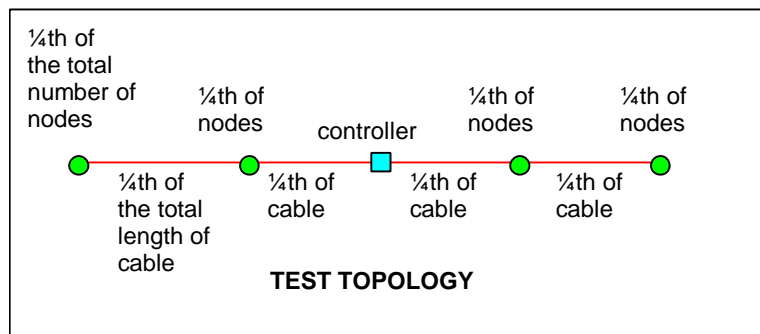 ¼th of
the total
number of
nodes
¼th of
nodes
controller
¼th of
nodes
¼th of
nodes
¼th of
the total
length of
cable
¼th of
cable
¼th of
cable
¼th of
cable
TEST TOPOLOGY